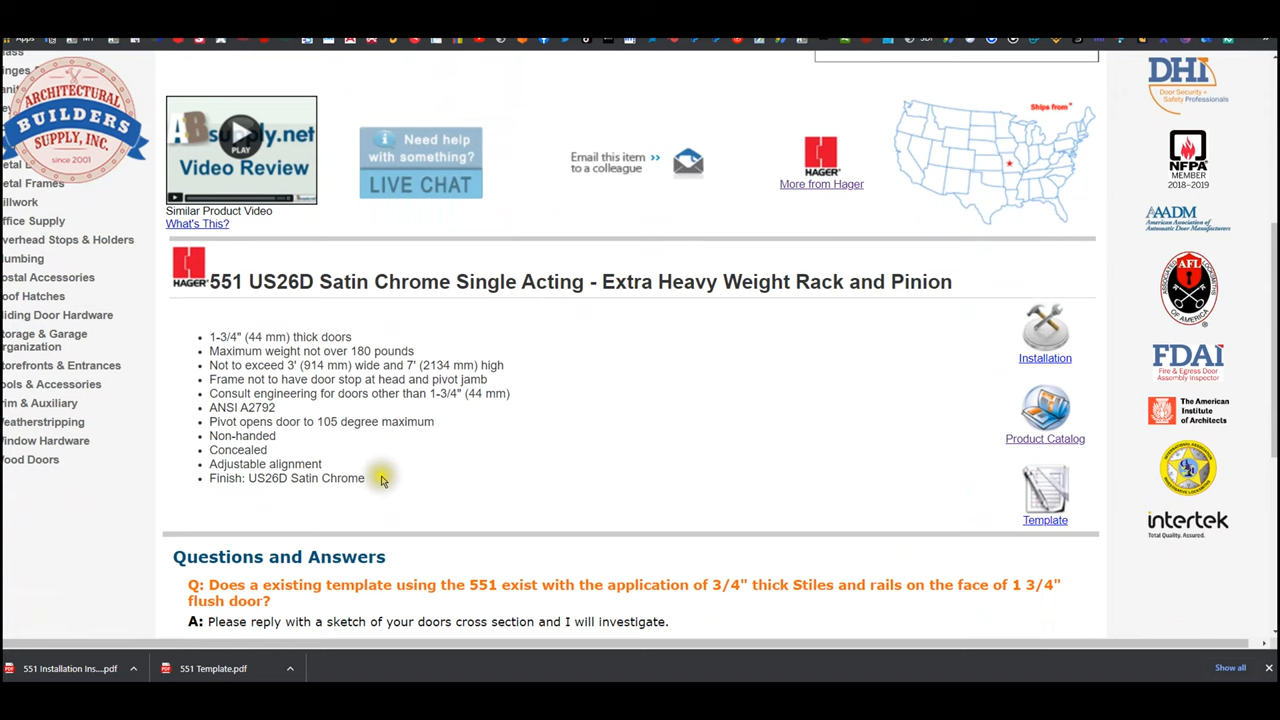 Apps
ARCHITECTURAL
BUILDERS
SUPPLY, INC.
since 2001
etal Frames
illwork
ffice Supply
verhead Stops & Holders
lumbing
ostal Accessories
oof Hatches
liding Door Hardware
torage & Garage
rganization
torefronts & Entrances
ools & Accessories
rim & Auxiliary
eatherstripping
indow Hardware
ood Doors
ABsupply.net
PLAY
Video Review
Similar Product Video
What's This?
Need help
with something?
LIVE CHAT
Email this item >>
to a colleague
HAGER
More from Hager
Ships from*
HAGER
551 US26D Satin Chrome Single Acting - Extra Heavy Weight Rack and Pinion
• 1-3/4" (44 mm) thick doors
• Maximum weight not over 180 pounds
• Not to exceed 3' (914 mm) wide and 7' (2134 mm) high
• Frame not to have door stop at head and pivot jamb
• Consult engineering for doors other than 1-3/4" (44 mm)
• ANSI A2792
• Pivot opens door to 105 degree maximum
• Non-handed
• Concealed
• Adjustable alignment
• Finish: US26D Satin Chrome
Installation
Product Catalog
Template
Questions and Answers
Q: Does a existing template using the 551 exist with the application of 3/4" thick Stiles and rails on the face of 1 3/4"
flush door?
A: Please reply with a sketch of your doors cross section and I will investigate.
DHI
Door Security +
Safety Professionals
NFPA
MEMBER
2018-2019
AADM
American Association of
Automatic Door Manufacturers
ASSOCIATED LOCKSMITHS
AFL
OF AMERICA
FDAI
Fire & Egress Door
Assembly Inspector
The American
Institute
of Architects
intertek
Total Quality. Assured.
551 Installation Ins....pdf
551 Template.pdf
Show all